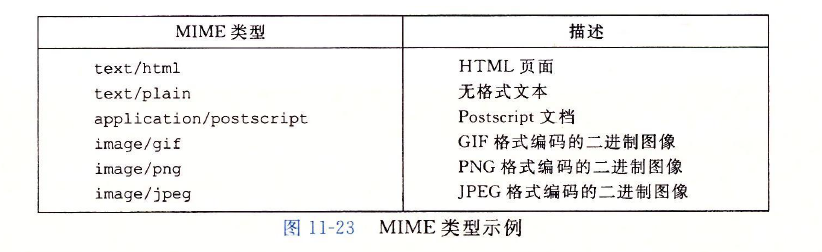 MIME 类型 描述
text/html HTML 页面
text/plain 无格式文本
application/postscript Postscript 文档
image/gif GIF 格式编码的二进制图像
image/png PNG 格式编码的二进制图像
image/jpeg JPEG 格式编码的二进制图像
图 11-23 MIME 类型示例